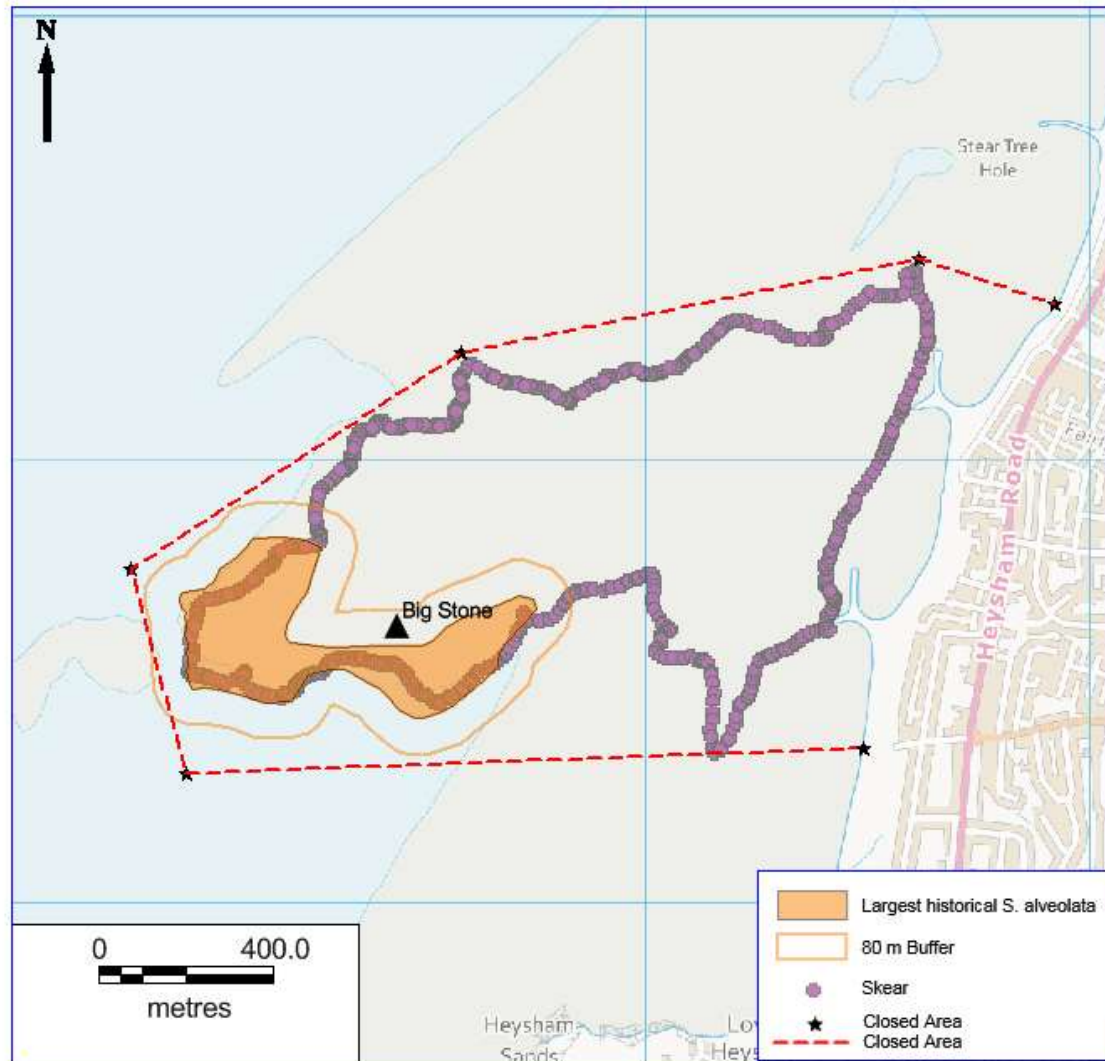 N
Stear Tree
Hole
Heysham Road
Big Stone
0 400.0
metres
Largest historical S. alveolata
80 m Buffer
Skear
Closed Area
Closed Area
Heysham
Sands
Heys